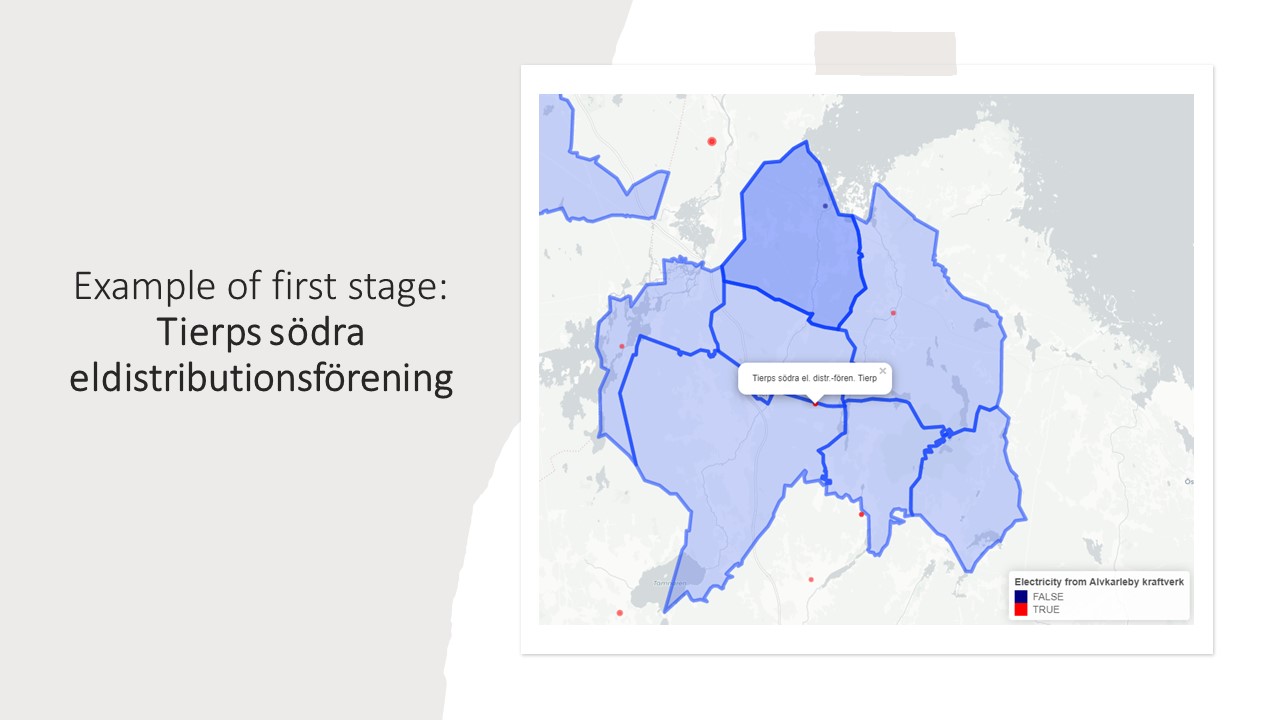 Example of first stage:
Tierps södra
eldistributionsförening
Tierps södra el. distr.-fören. Tierp
×
Ös
Electricity from Alvkarleby kraftverk
FALSE
TRUE